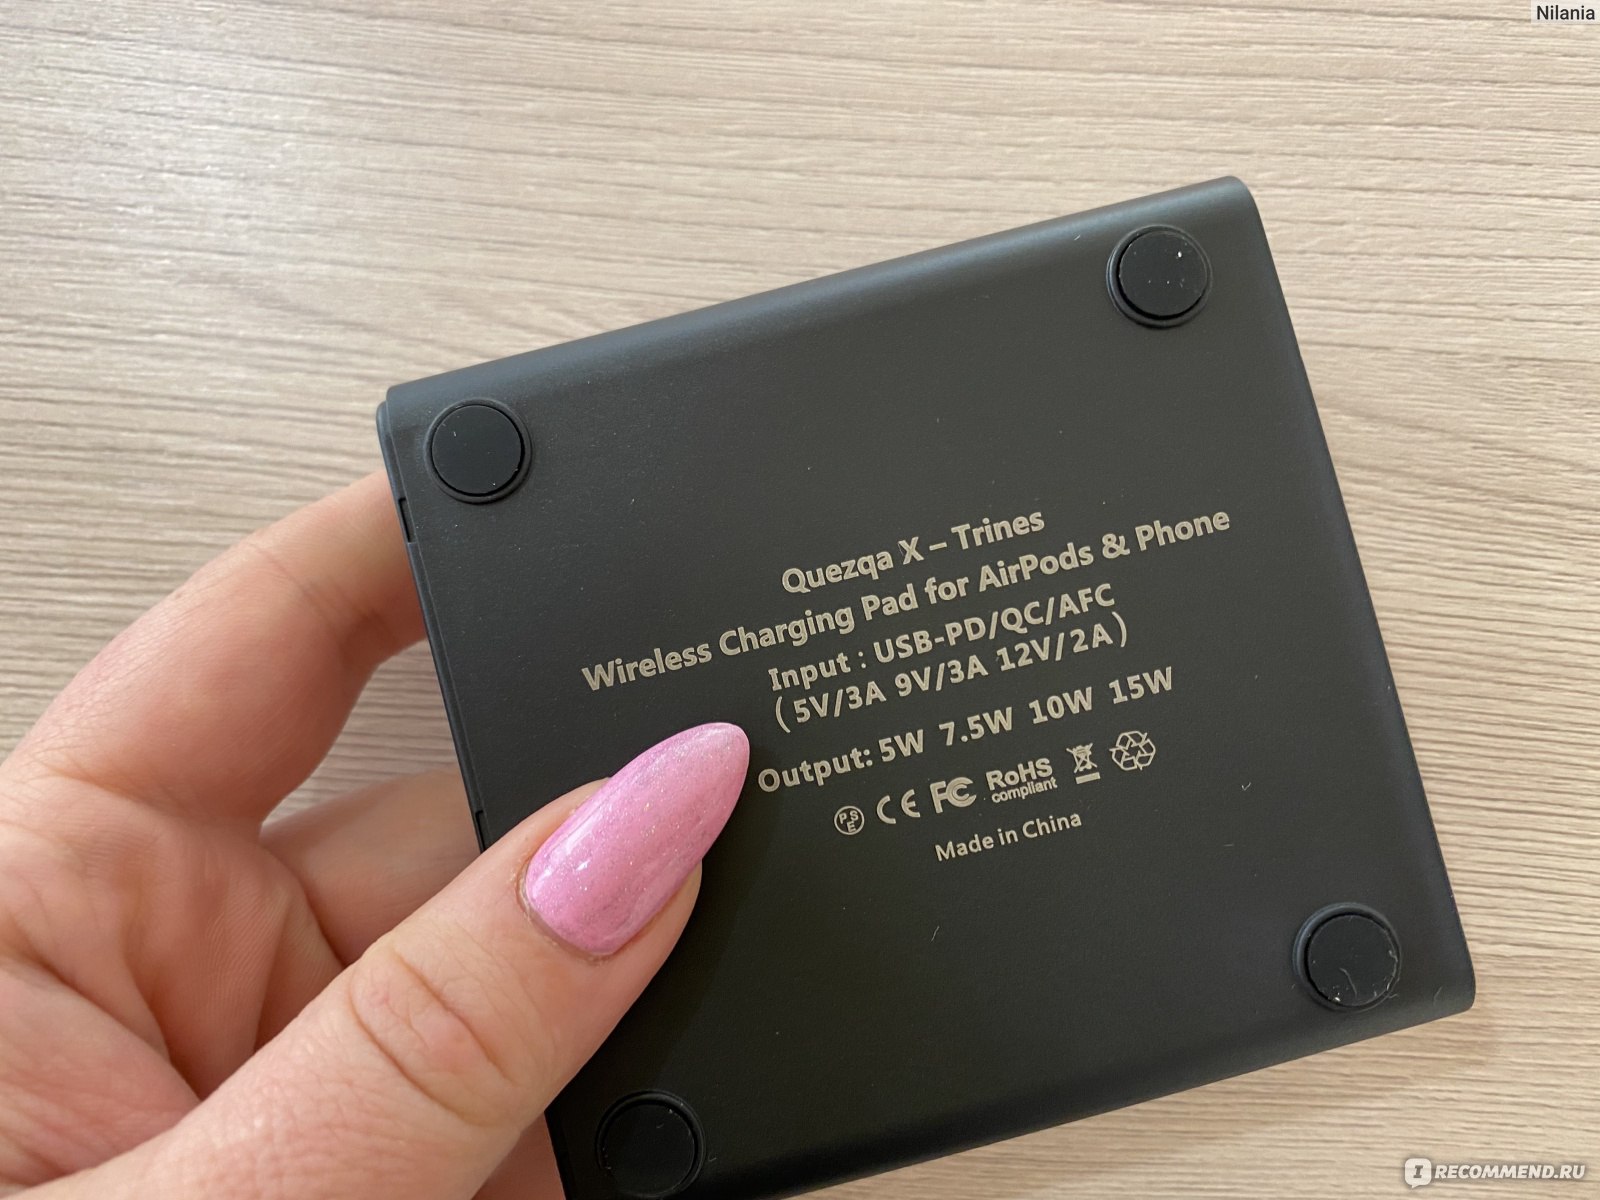 Nilania
Quezqa X – Trines
Wireless Charging Pad for AirPods & Phone
Input : USB-PD/QC/AFC
(5V/3A 9V/3A 12V/2A)
Output: 5W 7.5W 10W 15W
PSE CE FC RoHS
compliant
Made in China
I RECOMMEND.RU